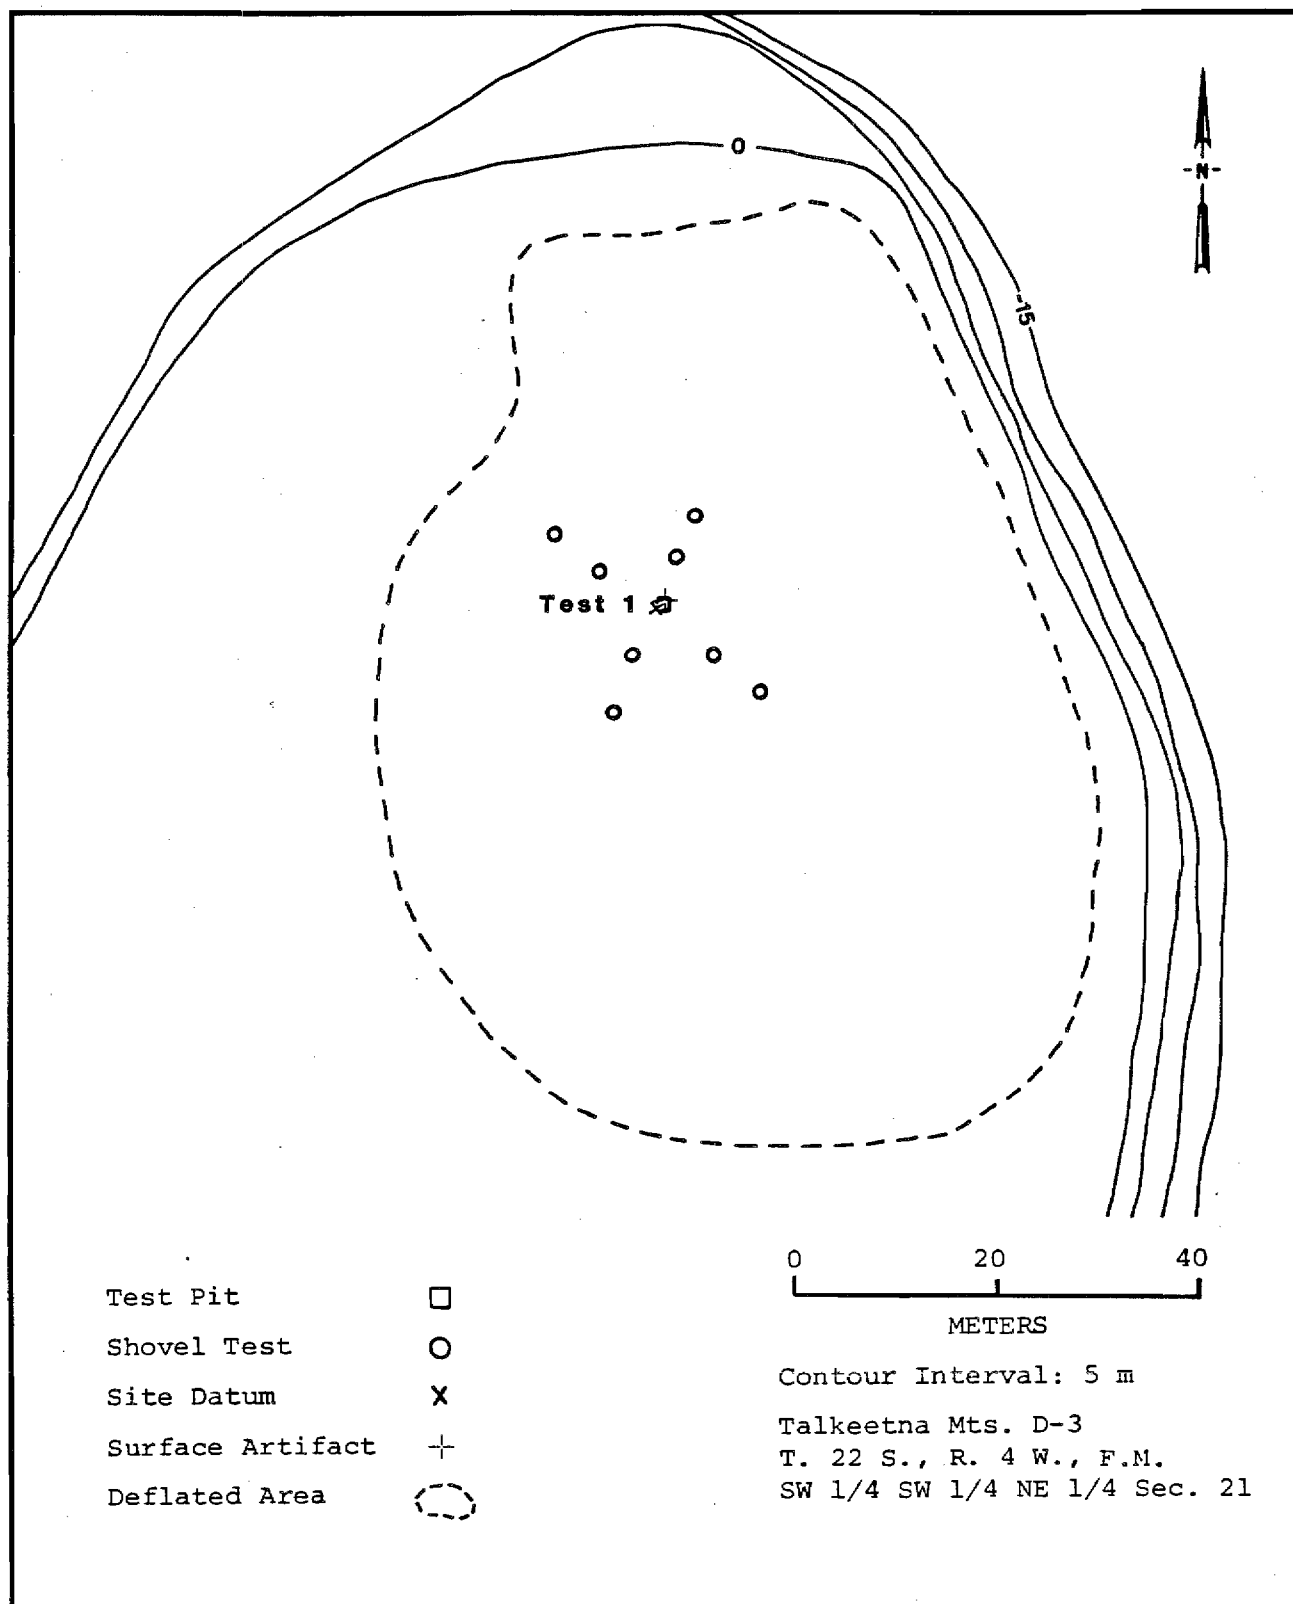 0
N
-15
Test 1
0 20 40
METERS
Test Pit
Shovel Test
Site Datum
Surface Artifact
Deflated Area
Contour Interval: 5 m
Talkeetna Mts. D-3
T. 22 S., R. 4 W., F.M.
SW 1/4 SW 1/4 NE 1/4 Sec. 21